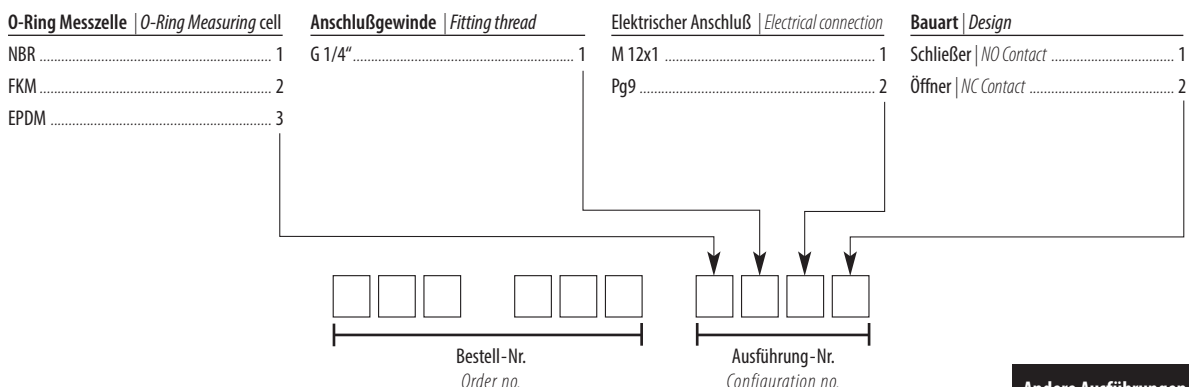 O-Ring Messzelle | O-Ring Measuring cell
NBR ........ 1
FKM ........ 2
EPDM ........ 3
Anschlußgewinde | Fitting thread
G 1/4“ ........ 1
Elektrischer Anschluß | Electrical connection
M 12x1 ........ 1
Pg9 ........ 2
Bauart | Design
Schließer | NO Contact ........ 1
Öffner | NC Contact ........ 2
Bestell-Nr.
Order no.
Ausführung-Nr.
Configuration no.
Andere Ausführungen